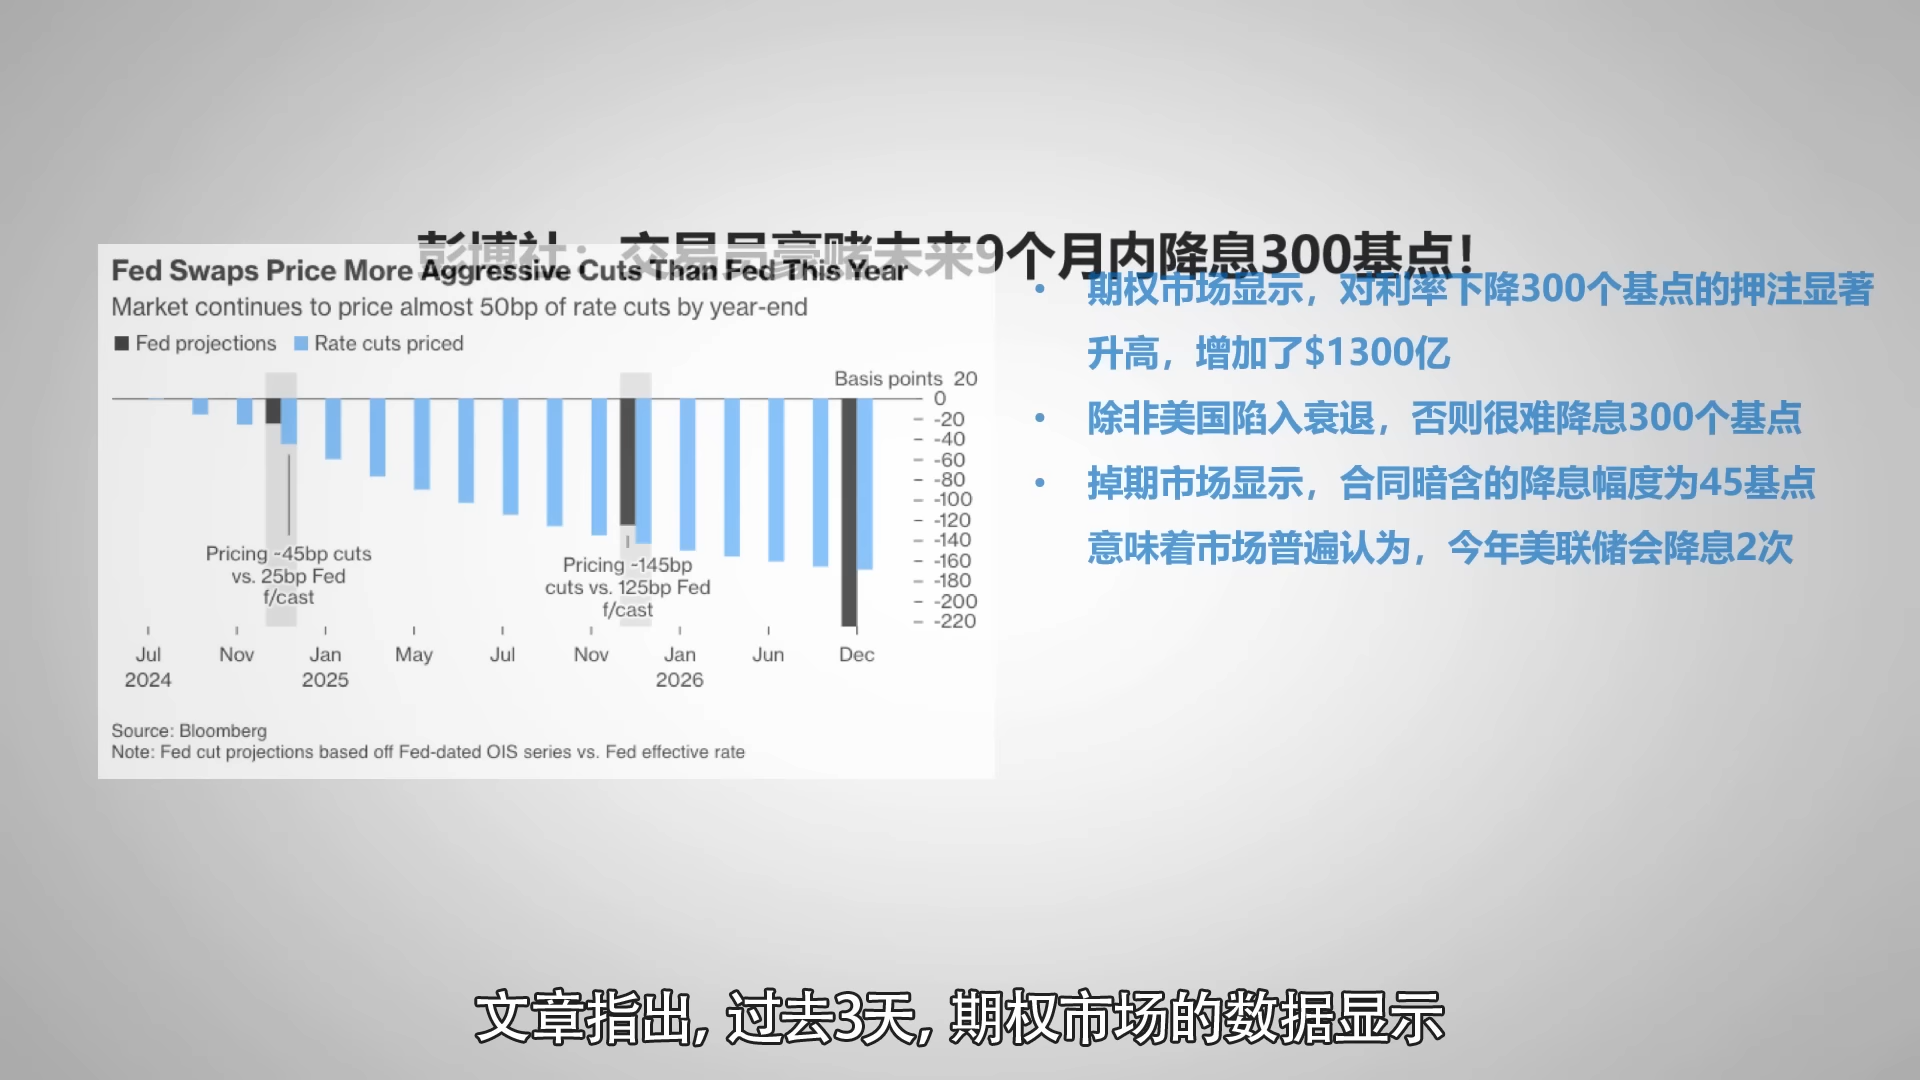 彭博社：交易员豪赌未来9个月内降息300基点！
Fed Swaps Price More Aggressive Cuts Than Fed This Year
Market continues to price almost 50bp of rate cuts by year-end
Fed projections Rate cuts priced
Basis points 20
0
-20
-40
-60
-80
-100
-120
-140
-160
-180
-200
-220
Pricing ~45bp cuts
vs. 25bp Fed
f/cast
Pricing ~145bp
cuts vs. 125bp Fed
f/cast
Jul Nov Jan May Jul Nov Jan Jun Dec
2024 2025 2026
Source: Bloomberg
Note: Fed cut projections based off Fed-dated OIS series vs. Fed effective rate
• 期权市场显示，对利率下降300个基点的押注显著
升高，增加了$1300亿
• 除非美国陷入衰退，否则很难降息300个基点
• 掉期市场显示，合同暗含的降息幅度为45基点
意味着市场普遍认为，今年美联储会降息2次
文章指出, 过去3天, 期权市场的数据显示